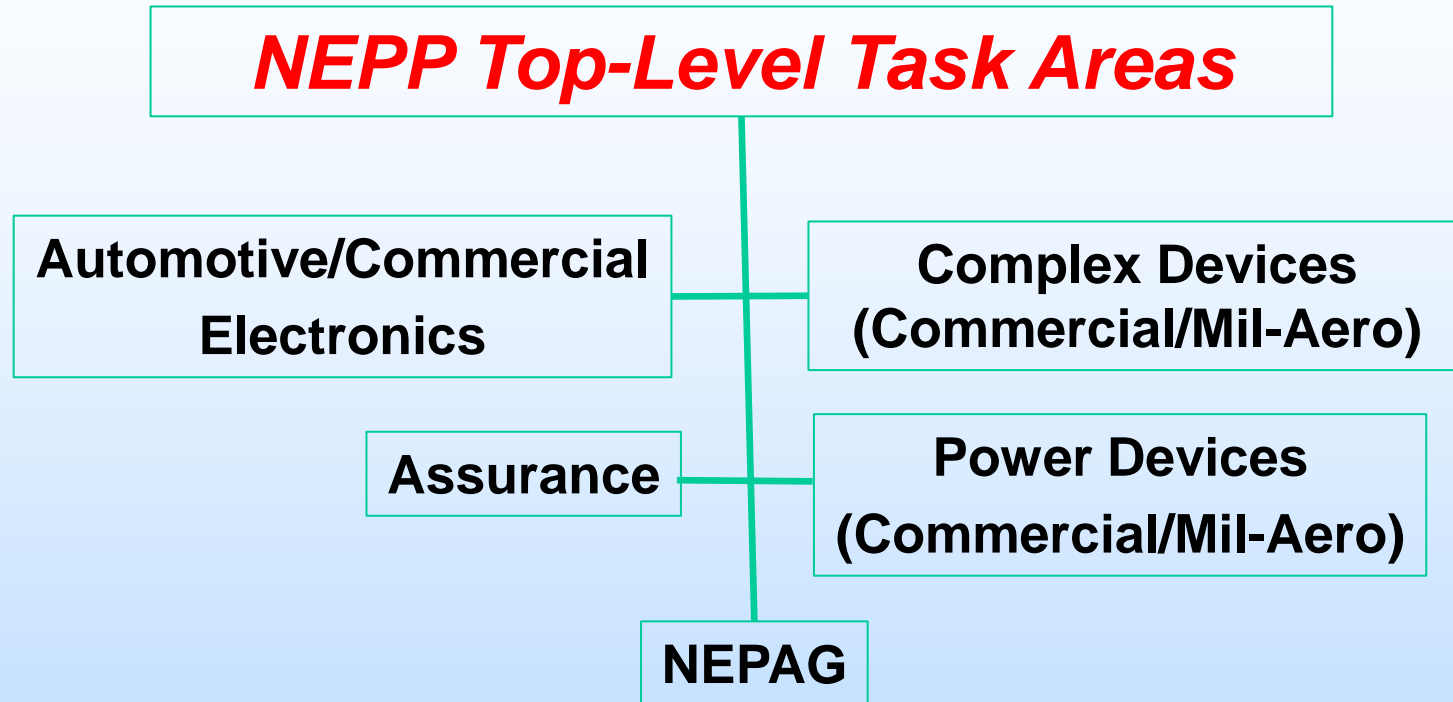 NEPP Top-Level Task Areas
Automotive/Commercial
Electronics
Complex Devices
(Commercial/Mil-Aero)
Assurance
Power Devices
(Commercial/Mil-Aero)
NEPAG